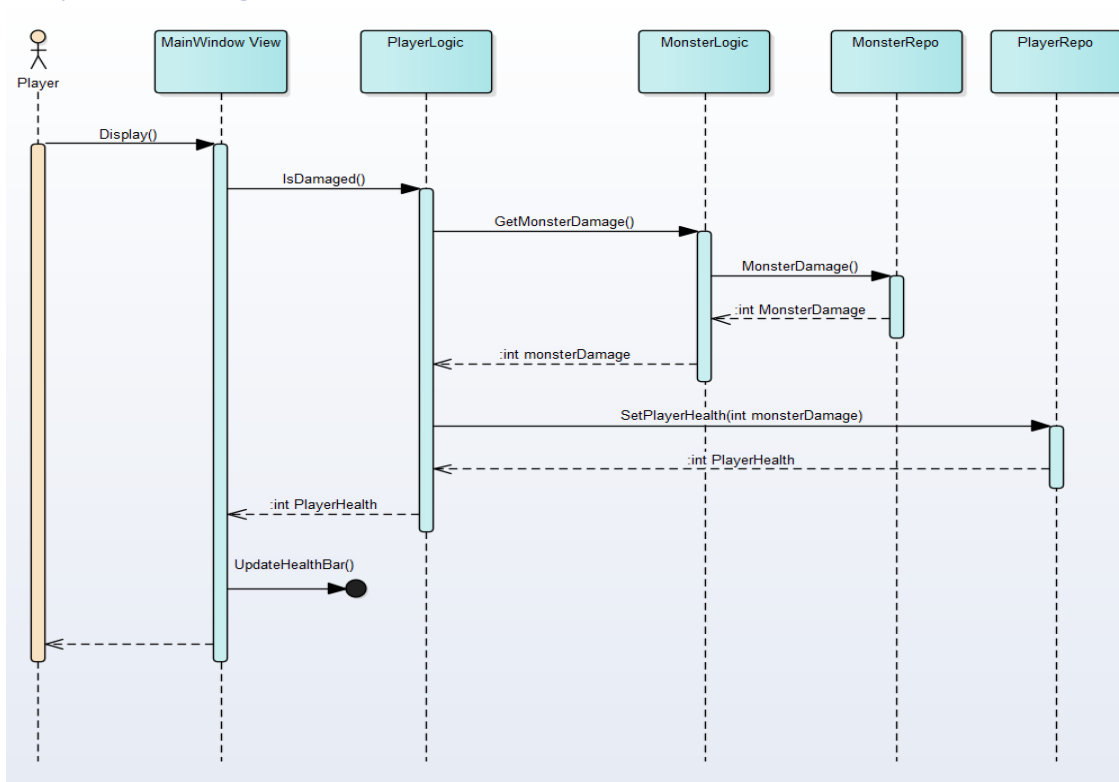 MainWindow View
PlayerLogic
MonsterLogic
MonsterRepo
PlayerRepo
Player
Display()
IsDamaged()
GetMonsterDamage()
MonsterDamage()
:int MonsterDamage
:int monsterDamage
SetPlayerHealth(int monsterDamage)
:int PlayerHealth
:int PlayerHealth
UpdateHealthBar()